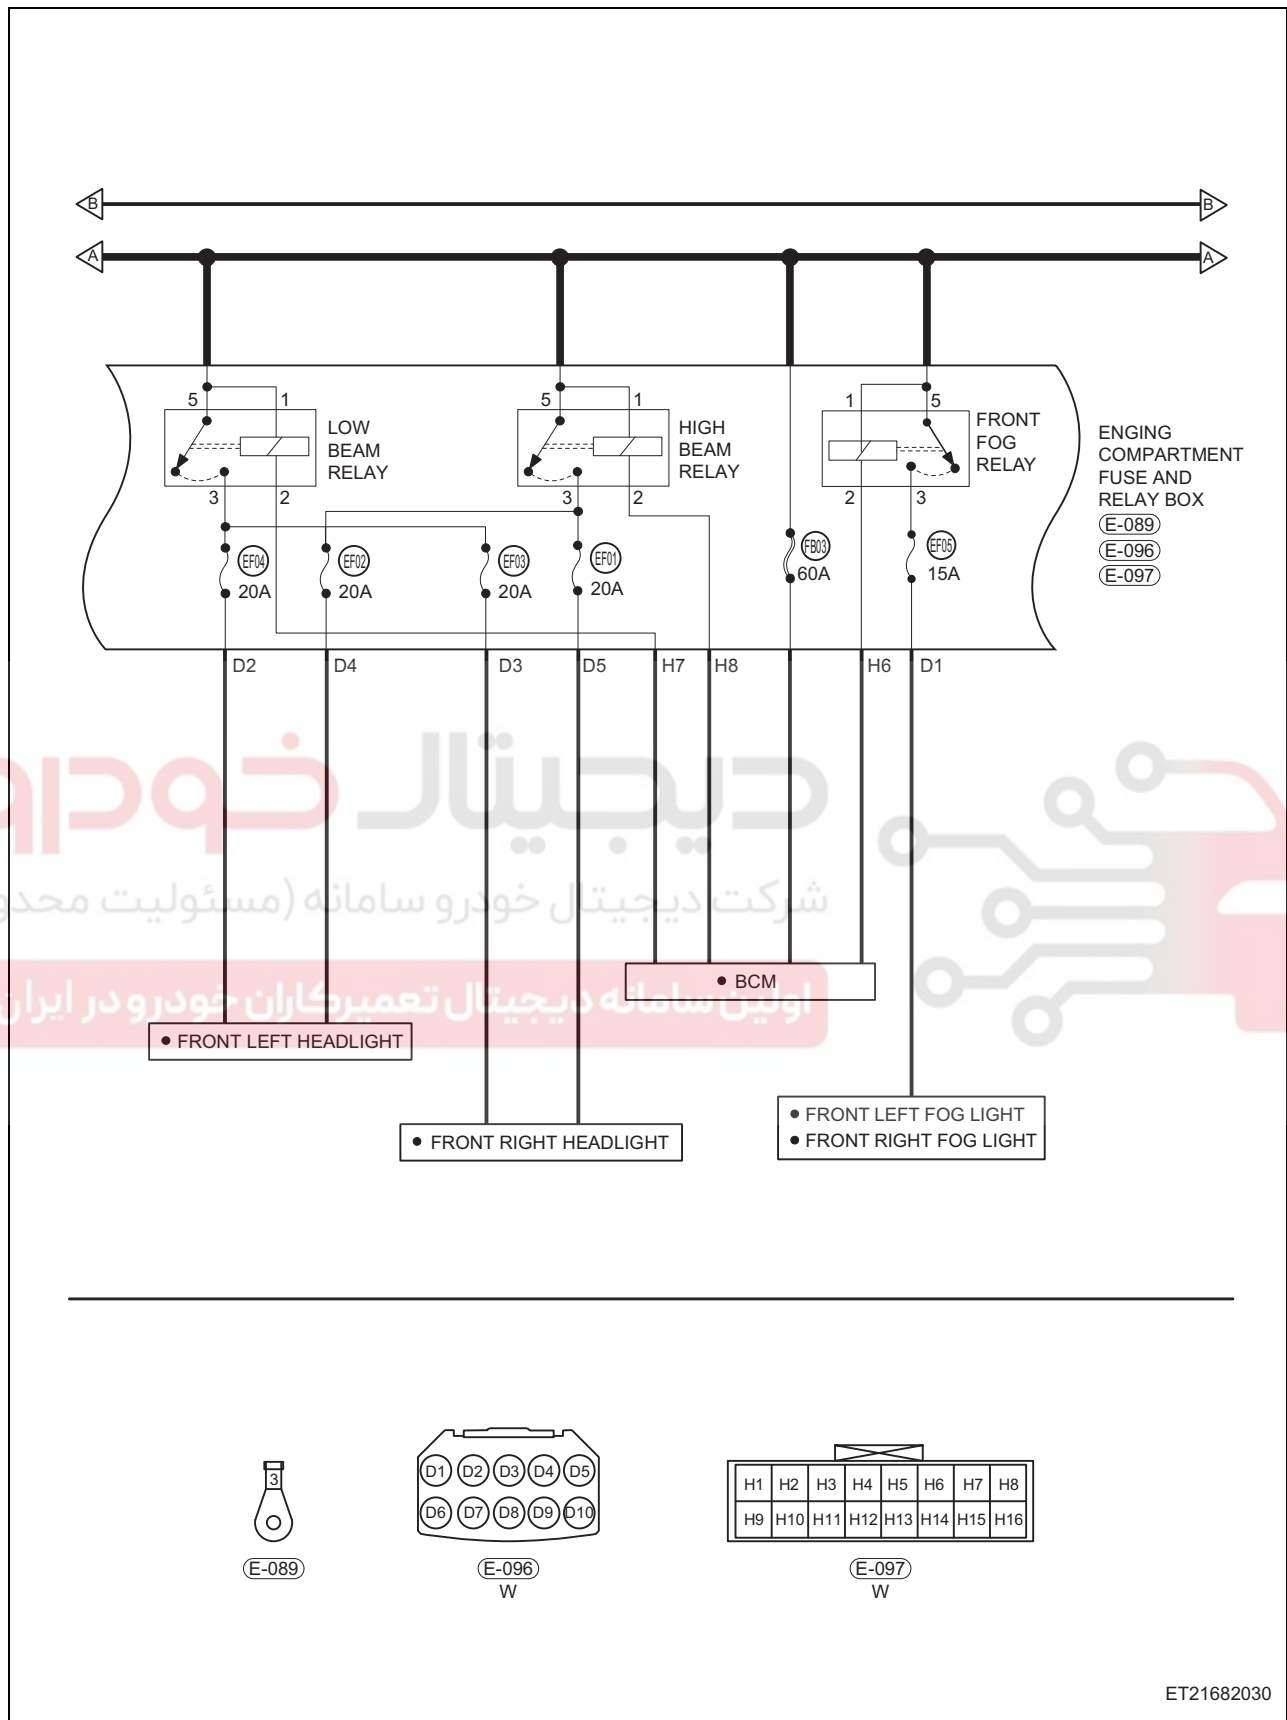 B
B
A
A
5
1
LOW
BEAM
RELAY
3
2
5
1
HIGH
BEAM
RELAY
3
2
1
5
FRONT
FOG
RELAY
2
3
ENGING
COMPARTMENT
FUSE AND
RELAY BOX
E-089
E-096
E-097
EF04
20A
EF02
20A
EF03
20A
EF01
20A
FB03
60A
EF05
15A
D2
D4
D3
D5
H7
H8
H6
D1
دیجیتال خودرو
شرکت دیجیتال خودرو سامانه (مسئولیت محدو
اولین سامانه دیجیتال تعمیرکاران خودرو در ایران
• BCM
• FRONT LEFT HEADLIGHT
• FRONT RIGHT HEADLIGHT
• FRONT LEFT FOG LIGHT
• FRONT RIGHT FOG LIGHT
3
E-089
D1 D2 D3 D4 D5
D6 D7 D8 D9 D10
E-096
W
H1 H2 H3 H4 H5 H6 H7 H8
H9 H10 H11 H12 H13 H14 H15 H16
E-097
W
ET21682030